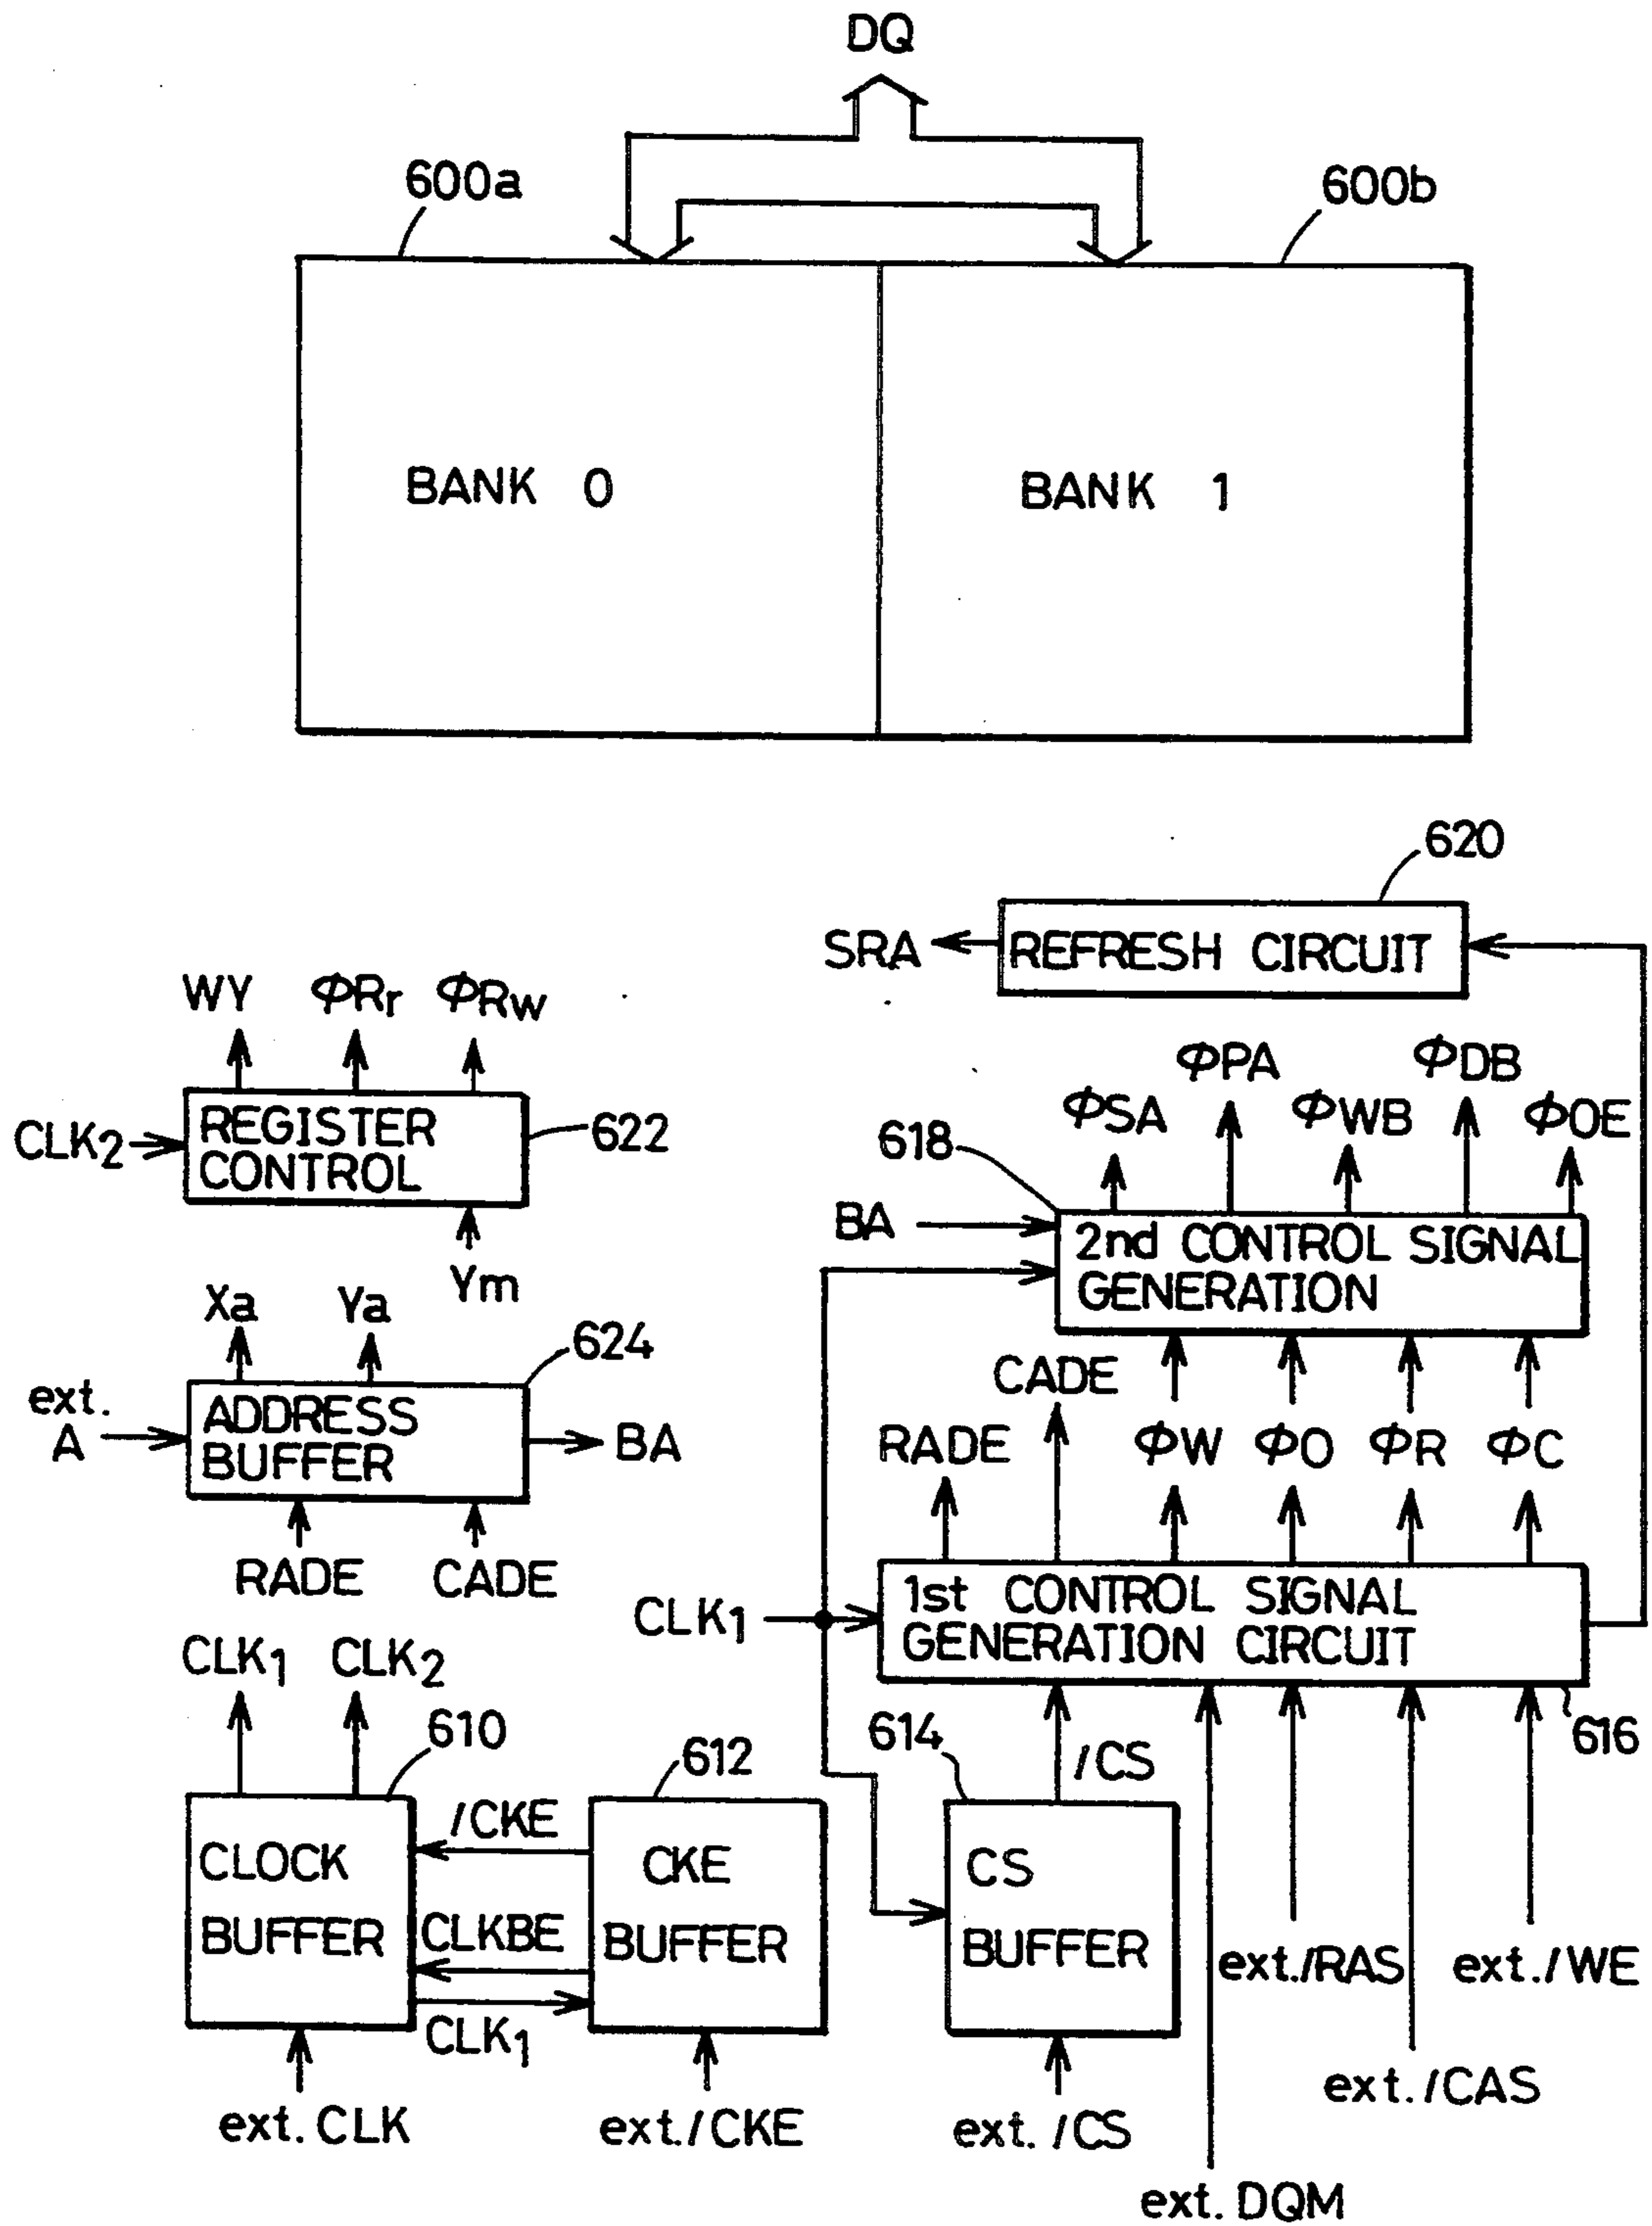 DQ
600a
600b
BANK 0
BANK 1
620
SRA
REFRESH CIRCUIT
WY
ΦRr
ΦRw
CLK2
REGISTER
CONTROL
622
Ym
ΦSA
ΦPA
ΦWB
ΦDB
ΦOE
618
BA
2nd CONTROL SIGNAL
GENERATION
Xa
Ya
624
ext.
A
ADDRESS
BUFFER
BA
RADE
CADE
RADE
CADE
ΦW
ΦO
ΦR
ΦC
CLK1
1st CONTROL SIGNAL
GENERATION CIRCUIT
616
CLK1
CLK2
610
612
614
/CS
/CKE
CLOCK
BUFFER
CLKBE
CLK1
CKE
BUFFER
CS
BUFFER
ext./RAS
ext./WE
ext./CAS
ext. CLK
ext./CKE
ext. /CS
ext. DQM